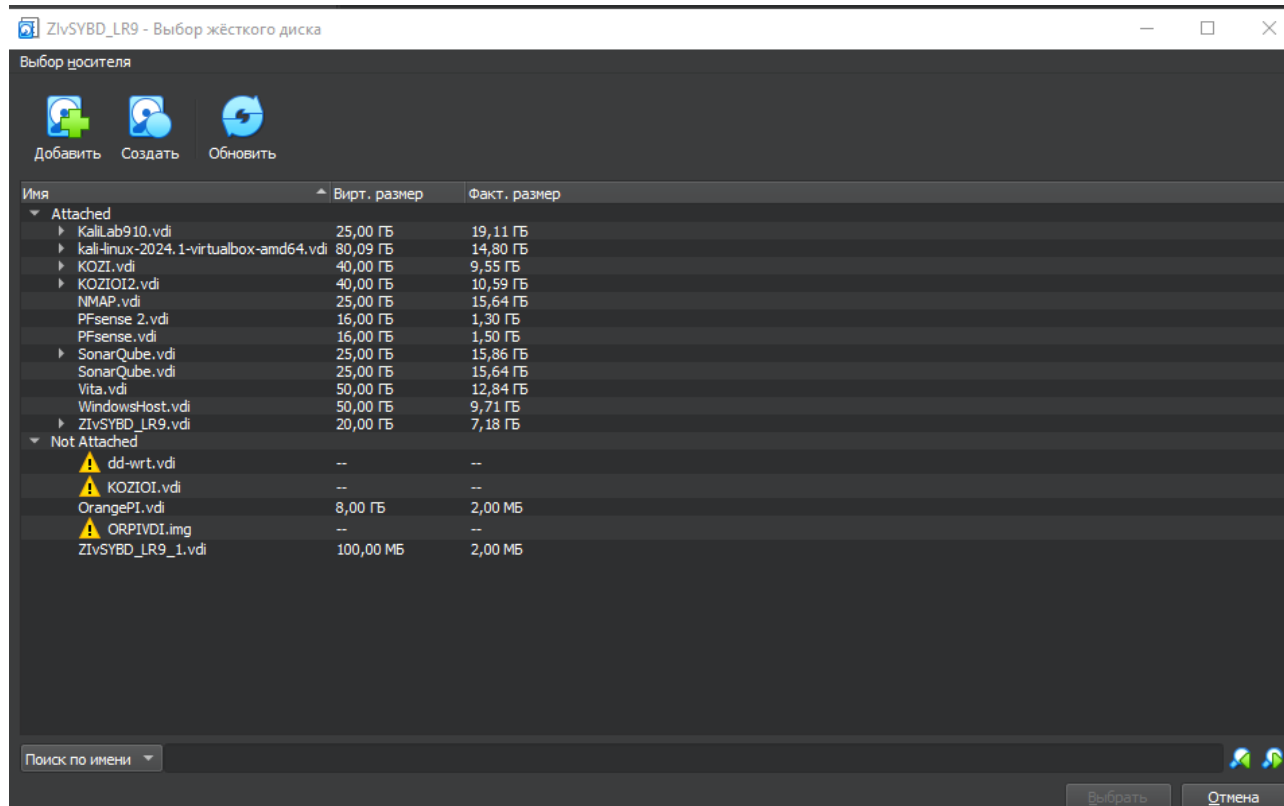 ZIvSYBD_LR9 - Выбор жёсткого диска
Выбор носителя
Добавить Создать Обновить
Имя Вирт. размер Факт. размер
Attached
KaliLab910.vdi 25,00 ГБ 19,11 ГБ
kali-linux-2024.1-virtualbox-amd64.vdi 80,09 ГБ 14,80 ГБ
KOZI.vdi 40,00 ГБ 9,55 ГБ
KOZIOI2.vdi 40,00 ГБ 10,59 ГБ
NMAP.vdi 25,00 ГБ 15,64 ГБ
PFsense 2.vdi 16,00 ГБ 1,30 ГБ
PFsense.vdi 16,00 ГБ 1,50 ГБ
SonarQube.vdi 25,00 ГБ 15,86 ГБ
SonarQube.vdi 25,00 ГБ 15,64 ГБ
Vita.vdi 50,00 ГБ 12,84 ГБ
WindowsHost.vdi 50,00 ГБ 9,71 ГБ
ZIvSYBD_LR9.vdi 20,00 ГБ 7,18 ГБ
Not Attached
dd-wrt.vdi -- --
KOZIOI.vdi -- --
OrangePI.vdi 8,00 ГБ 2,00 МБ
ORPIVDI.img -- --
ZIvSYBD_LR9_1.vdi 100,00 МБ 2,00 МБ
Поиск по имени
Выбрать Отмена